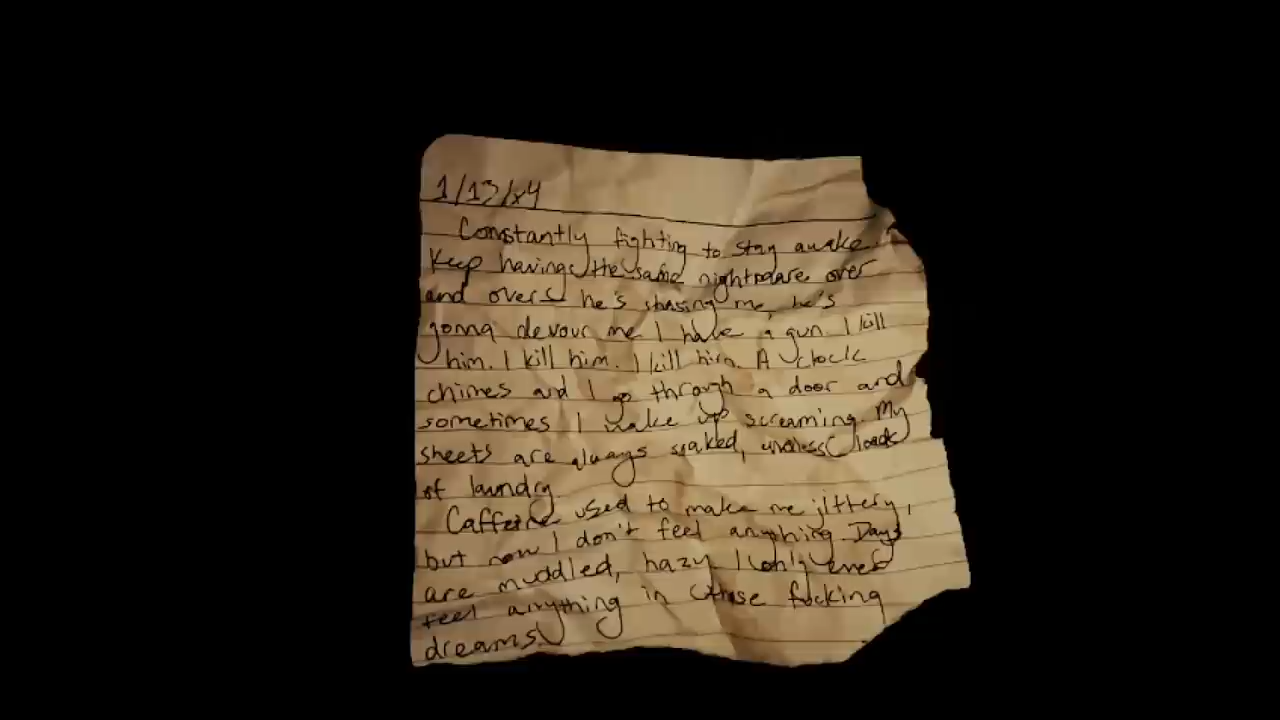 1/13/x4
Constantly fighting to stay awake.
Keep having the same nightmare over
and over he's shasing me, he's
gonna devour me I have a gun. I kill
him. I kill him. I kill him. A clock
chimes and I go through a door and
sometimes I wake up screaming. My
sheets are always soaked, endless loads
of laundry.
Caffeine used to make me jittery,
but now I don't feel anything. Days
are muddled, hazy. I only ever
feel anything in those fucking
dreams